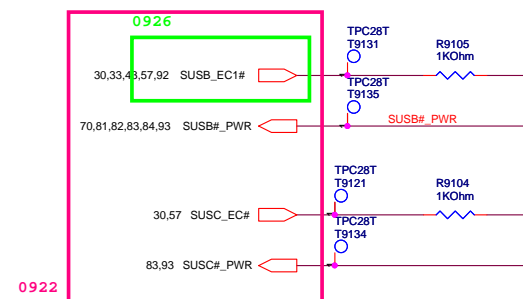 0926
TPC28T
T9131
R9105
1KOhm
30,33,43,57,92 SUSB_EC1#
TPC28T
T9135
70,81,82,83,84,93 SUSB#_PWR
SUSB#_PWR
TPC28T
T9121
R9104
1KOhm
30,57 SUSC_EC#
TPC28T
T9134
83,93 SUSC#_PWR
0922